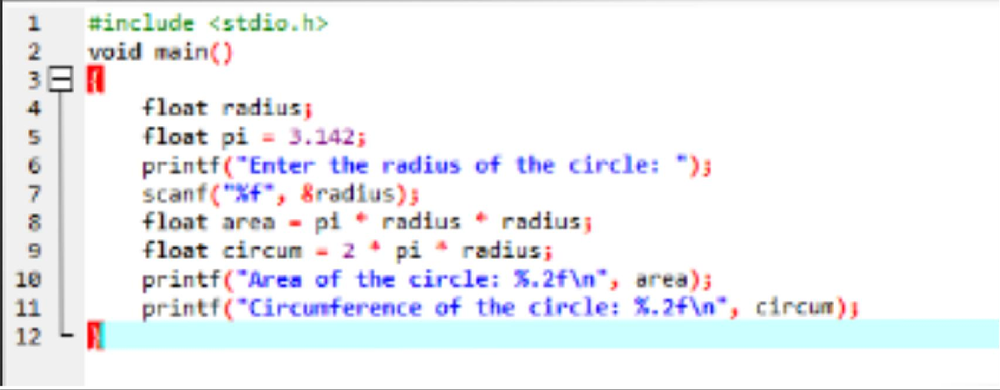 1 #include <stdio.h>
2 void main()
3 {
4 float radius;
5 float pi = 3.142;
6 printf("Enter the radius of the circle: ");
7 scanf("%f", &radius);
8 float area = pi * radius * radius;
9 float circum = 2 * pi * radius;
10 printf("Area of the circle: %.2f\n", area);
11 printf("Circumference of the circle: %.2f\n", circum);
12 }